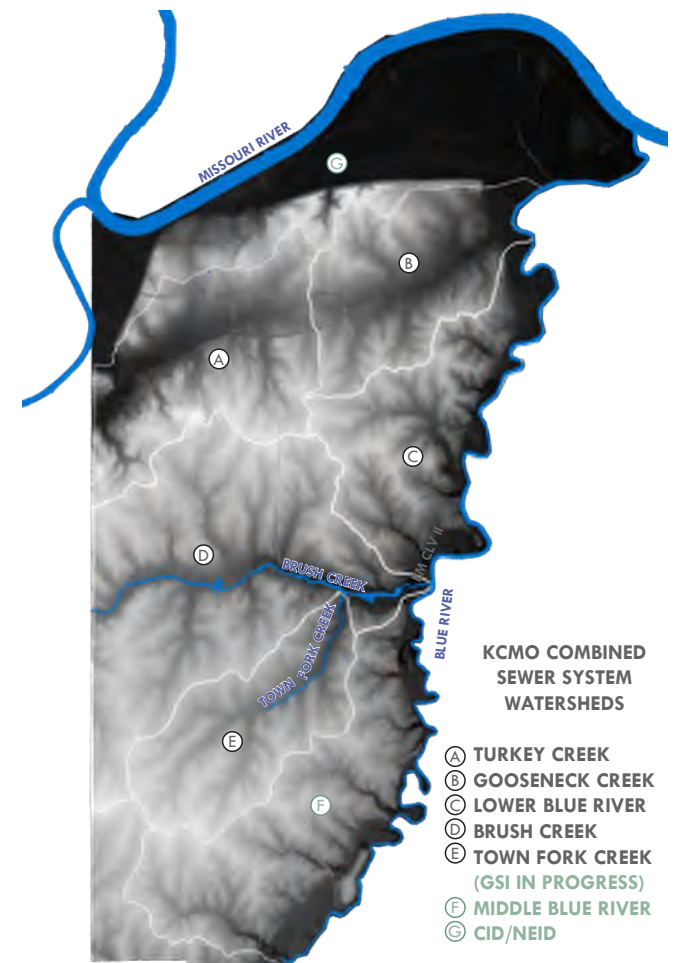 MISSOURI RIVER
G
B
A
C
D
BRUSH CREEK
TOWN FORK CREEK
BLUE RIVER
E
F
KCMO COMBINED
SEWER SYSTEM
WATERSHEDS
A TURKEY CREEK
B GOOSENECK CREEK
C LOWER BLUE RIVER
D BRUSH CREEK
E TOWN FORK CREEK
(GSI IN PROGRESS)
F MIDDLE BLUE RIVER
G CID/NEID